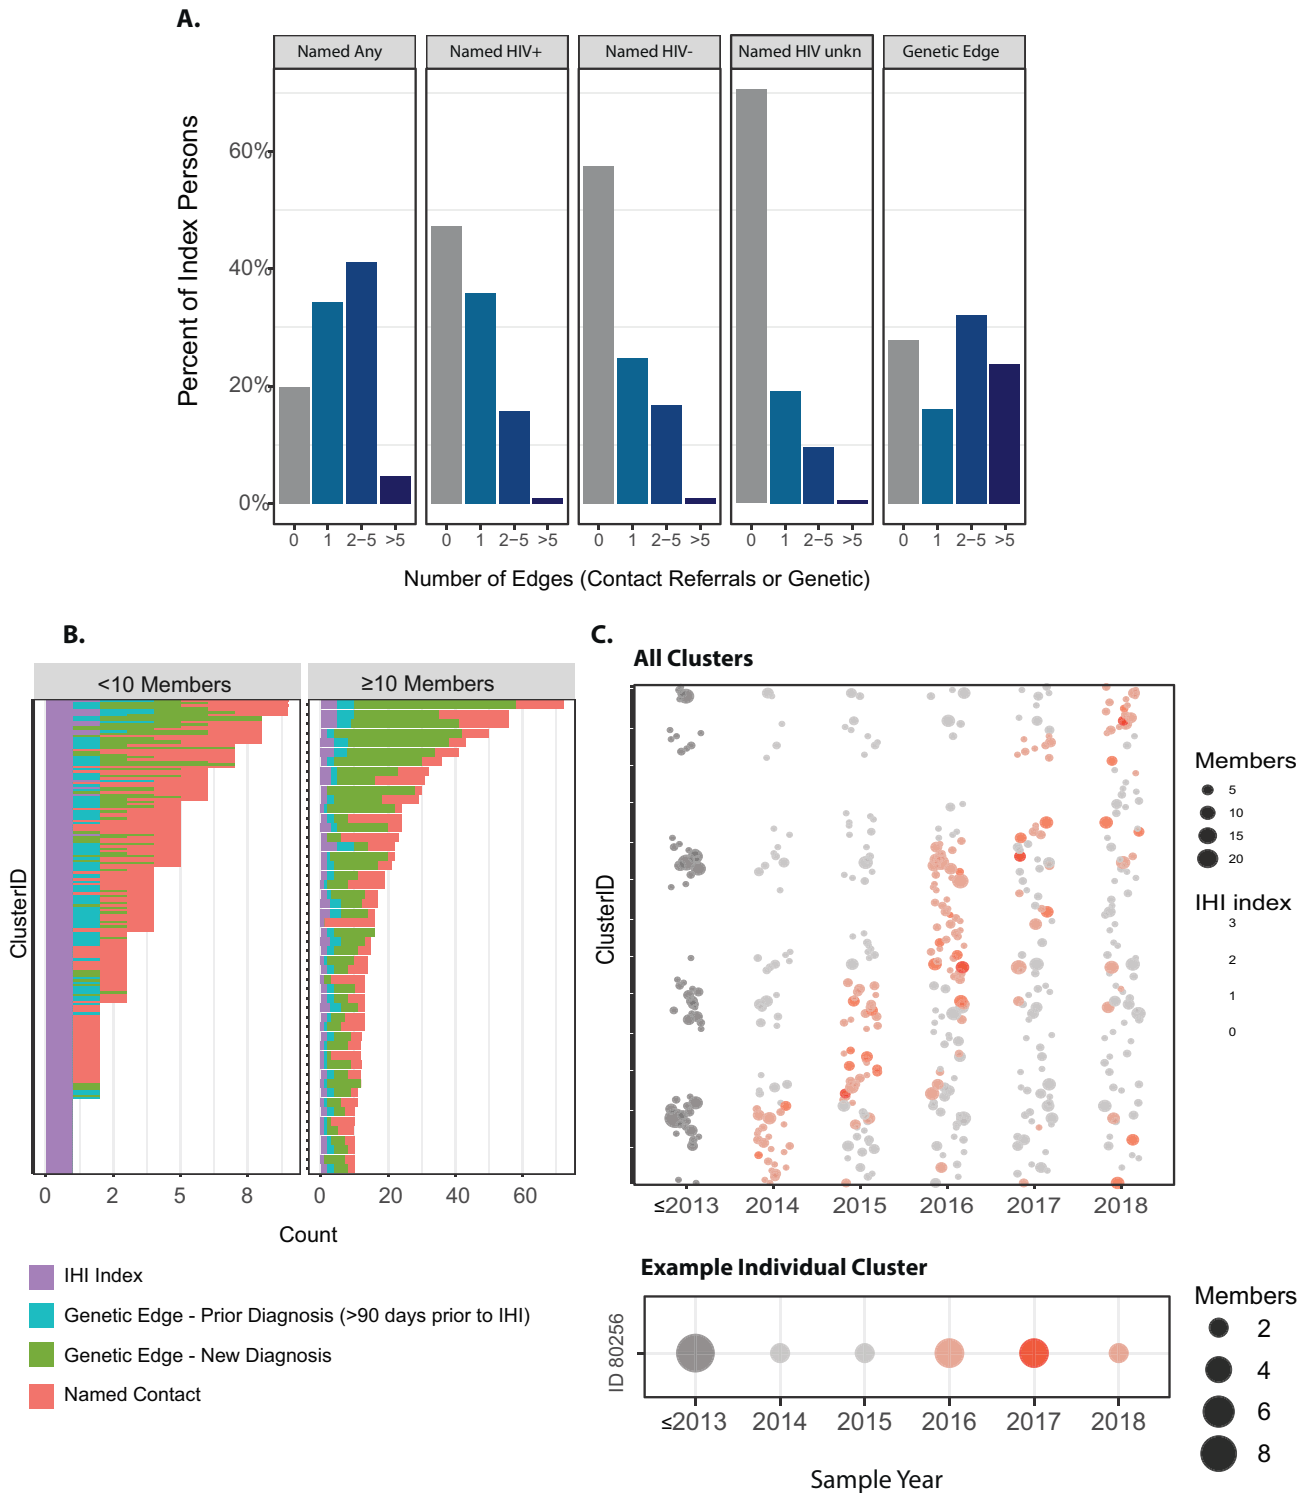 A.
Named Any
Named HIV+
Named HIV-
Named HIV unkn
Genetic Edge
Percent of Index Persons
60%
40%
20%
0%
0 1 2−5 >5
0 1 2−5 >5
0 1 2−5 >5
0 1 2−5 >5
0 1 2−5 >5
Number of Edges (Contact Referrals or Genetic)
B.
<10 Members
≥10 Members
ClusterID
0 2 5 8
0 20 40 60
Count
IHI Index
Genetic Edge - Prior Diagnosis (>90 days prior to IHI)
Genetic Edge - New Diagnosis
Named Contact
C.
All Clusters
ClusterID
≤2013 2014 2015 2016 2017 2018
Members
5
10
15
20
IHI index
3
2
1
0
Example Individual Cluster
ID 80256
≤2013 2014 2015 2016 2017 2018
Sample Year
Members
2
4
6
8